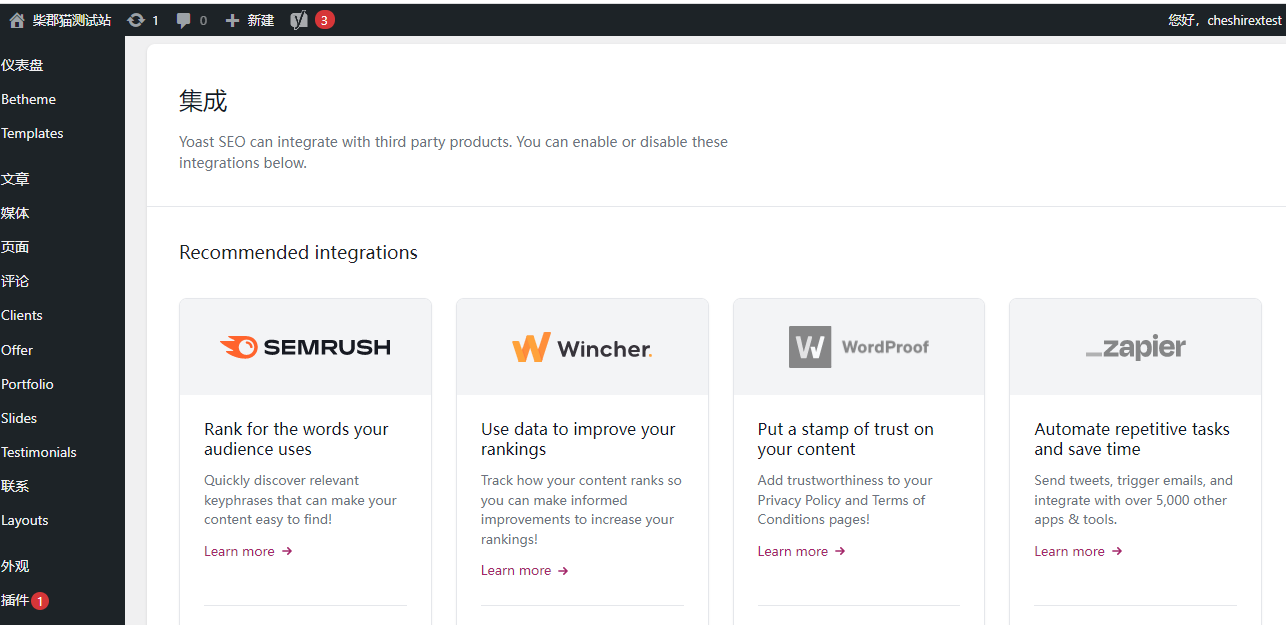 柴郡猫测试站 1 0 新建 3 您好，cheshirextest
仪表盘
Betheme
Templates
文章
媒体
页面
评论
Clients
Offer
Portfolio
Slides
Testimonials
联系
Layouts
外观
插件 1
集成
Yoast SEO can integrate with third party products. You can enable or disable these
integrations below.
Recommended integrations
SEMRUSH
Rank for the words your
audience uses
Quickly discover relevant
keyphrases that can make your
content easy to find!
Learn more →
Wincher.
Use data to improve your
rankings
Track how your content ranks so
you can make informed
improvements to increase your
rankings!
Learn more →
W WordProof
Put a stamp of trust on
your content
Add trustworthiness to your
Privacy Policy and Terms of
Conditions pages!
Learn more →
_zapier
Automate repetitive tasks
and save time
Send tweets, trigger emails, and
integrate with over 5,000 other
apps & tools.
Learn more →